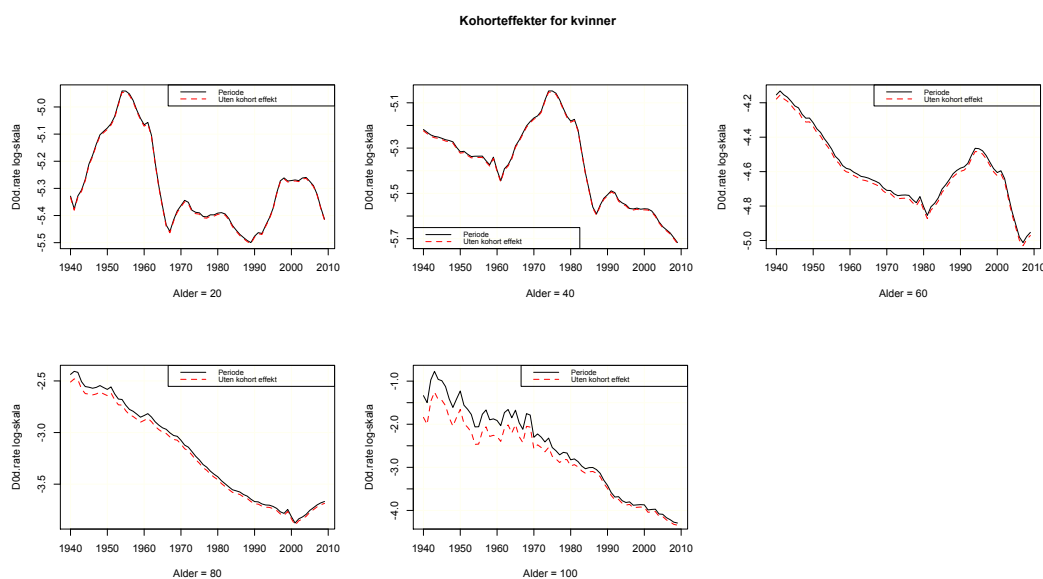 Kohorteffekter for kvinner
Periode
Uten kohort effekt
-5.0
-5.1
-5.2
-5.3
-5.4
-5.5
D0d.rate log-skala
1940 1950 1960 1970 1980 1990 2000 2010
Alder = 20
Periode
Uten kohort effekt
-5.1
-5.3
-5.5
-5.7
D0d.rate log-skala
1940 1950 1960 1970 1980 1990 2000 2010
Alder = 40
Periode
Uten kohort effekt
-4.2
-4.4
-4.6
-4.8
-5.0
D0d.rate log-skala
1940 1950 1960 1970 1980 1990 2000 2010
Alder = 60
Periode
Uten kohort effekt
-2.5
-3.0
-3.5
D0d.rate log-skala
1940 1950 1960 1970 1980 1990 2000 2010
Alder = 80
Periode
Uten kohort effekt
-1.0
-2.0
-3.0
-4.0
D0d.rate log-skala
1940 1950 1960 1970 1980 1990 2000 2010
Alder = 100